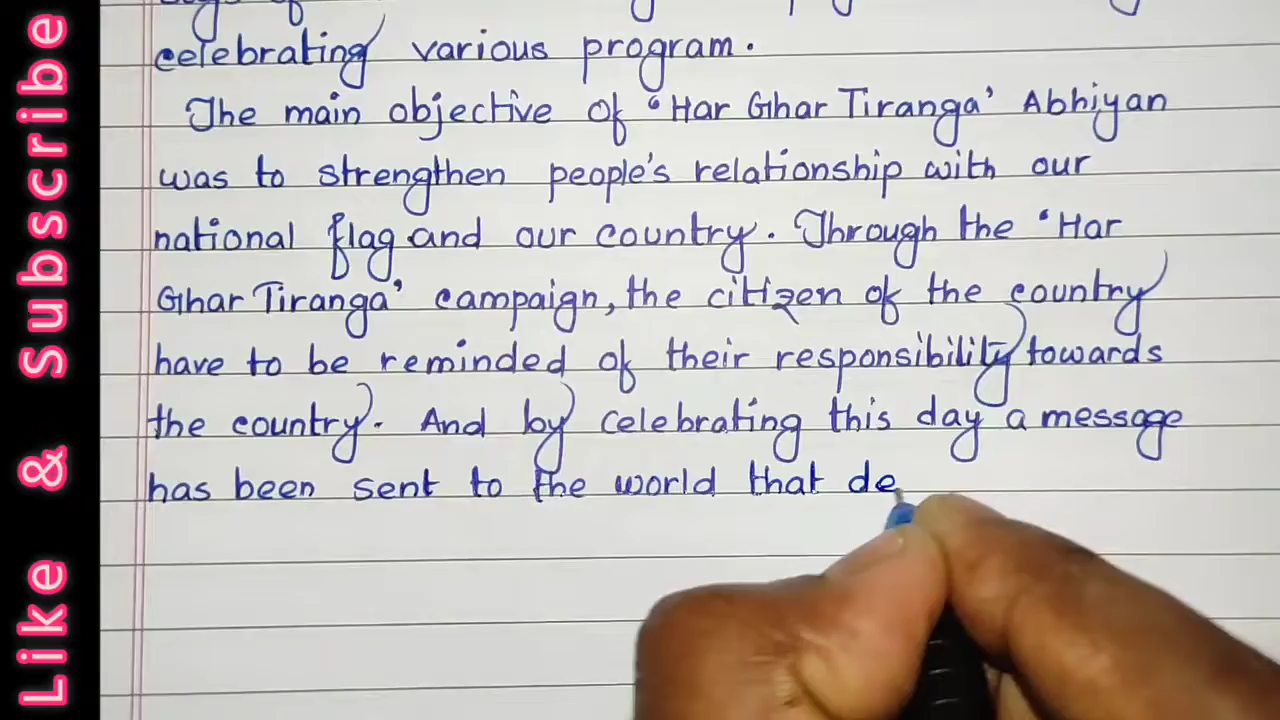 celebrating various program.
The main objective of 'Har Ghar Tiranga' Abhiyan
was to strengthen people's relationship with our
national flag and our country. Through the 'Har
Ghar Tiranga' campaign, the citizen of the country
have to be reminded of their responsibility towards
the country. And by celebrating this day a message
has been sent to the world that de
Like & Subscribe